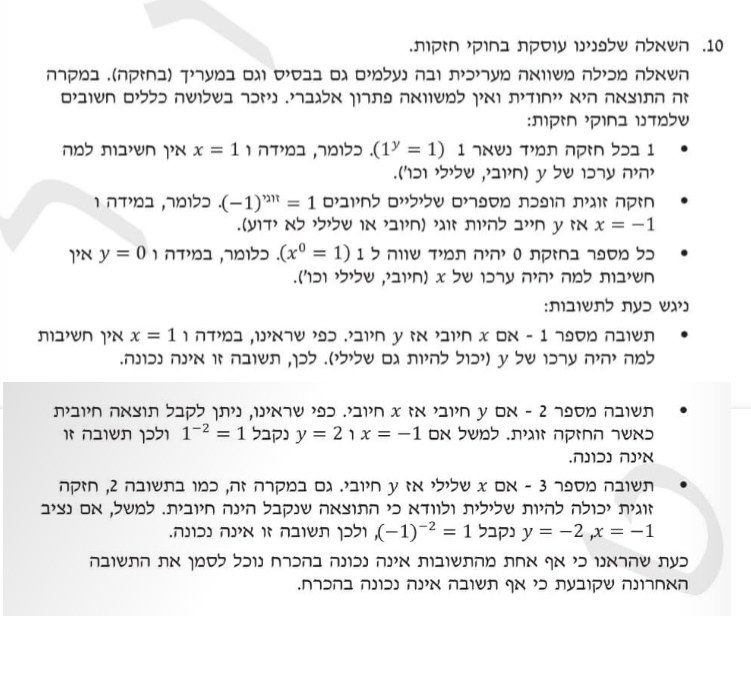 10. השאלה שלפנינו עוסקת בחוקי חזקות.
השאלה מכילה משוואה מעריכית ובה נעלמים גם בבסיס וגם במעריך (בחזקה). במקרה
זה התוצאה היא ייחודית ואין למשוואה פתרון אלגברי. ניזכר בשלושה כללים חשובים
שלמדנו בחוקי חזקות:
• 1 בכל חזקה תמיד נשאר 1 (1^y = 1). כלומר, במידה ו x = 1 אין חשיבות למה
יהיה ערכו של y (חיובי, שלילי וכו').
• חזקה זוגית הופכת מספרים שליליים לחיובים (−1)^זוגי = 1. כלומר, במידה ו
x = −1 אז y חייב להיות זוגי (חיובי או שלילי לא ידוע).
• כל מספר בחזקת 0 יהיה תמיד שווה ל 1 (x⁰ = 1). כלומר, במידה ו y = 0 אין
חשיבות למה יהיה ערכו של x (חיובי, שלילי וכו').
ניגש כעת לתשובות:
• תשובה מספר 1 - אם x חיובי אז y חיובי. כפי שראינו, במידה ו x = 1 אין חשיבות
למה יהיה ערכו של y (יכול להיות גם שלילי). לכן, תשובה זו אינה נכונה.
• תשובה מספר 2 - אם y חיובי אז x חיובי. כפי שראינו, ניתן לקבל תוצאה חיובית
כאשר החזקה זוגית. למשל אם x = −1 ו y = 2 נקבל 1⁻² = 1 ולכן תשובה זו
אינה נכונה.
• תשובה מספר 3 - אם x שלילי אז y חיובי. גם במקרה זה, כמו בתשובה 2, חזקה
זוגית יכולה להיות שלילית ולוודא כי התוצאה שנקבל הינה חיובית. למשל, אם נציב
x = −1, y = −2 נקבל (−1)⁻² = 1, ולכן תשובה זו אינה נכונה.
כעת שהראנו כי אף אחת מהתשובות אינה נכונה בהכרח נוכל לסמן את התשובה
האחרונה שקובעת כי אף תשובה אינה נכונה בהכרח.